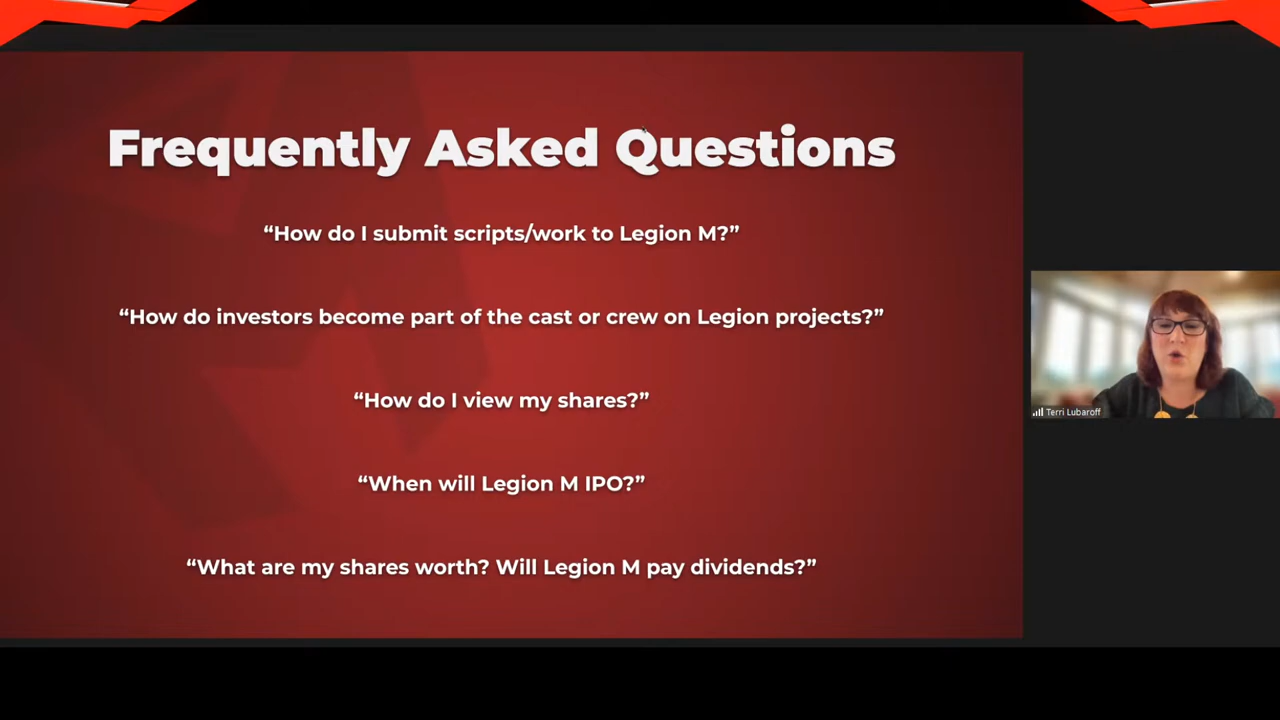 Frequently Asked Questions
“How do I submit scripts/work to Legion M?”
“How do investors become part of the cast or crew on Legion projects?”
“How do I view my shares?”
“When will Legion M IPO?”
“What are my shares worth? Will Legion M pay dividends?”
Terri Lubaroff